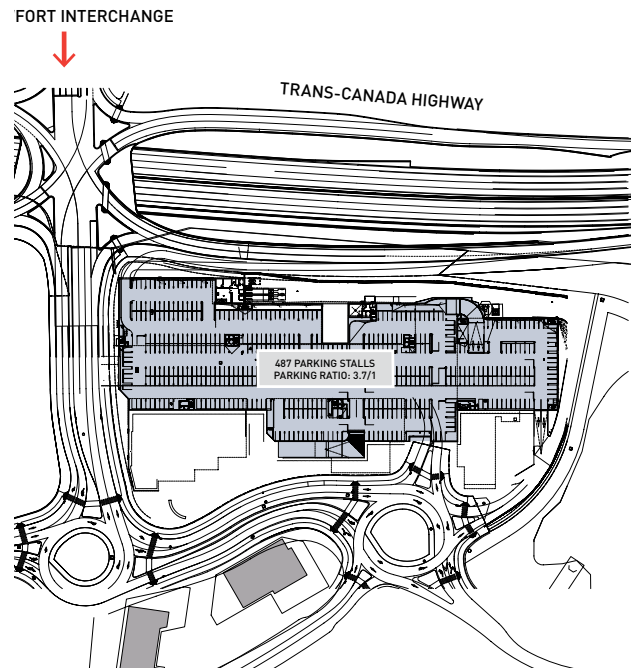 'FORT INTERCHANGE
TRANS-CANADA HIGHWAY
487 PARKING STALLS
PARKING RATIO: 3.7/1